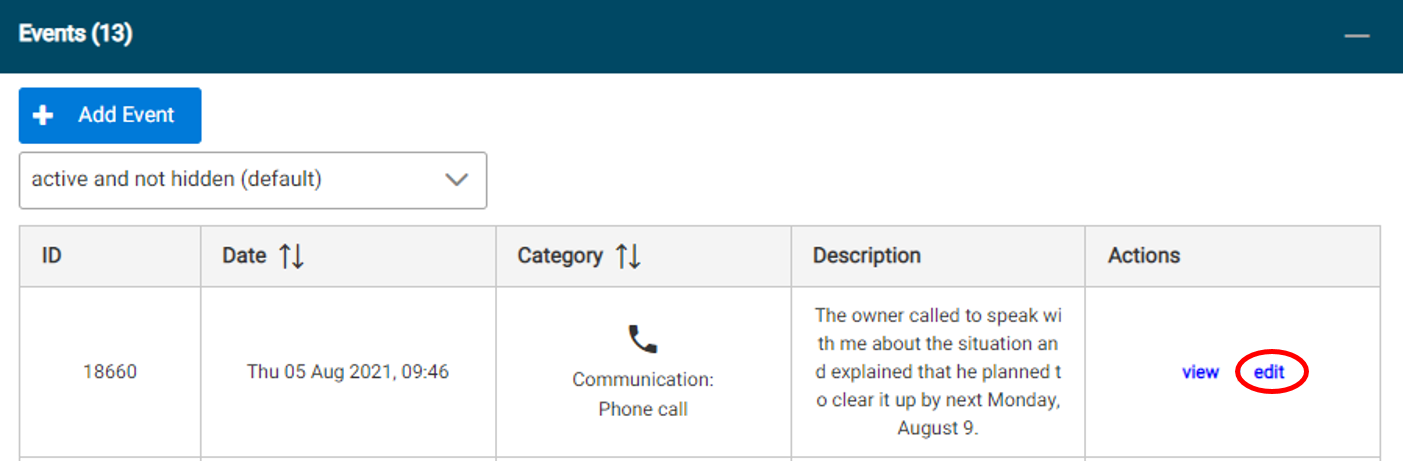 Events (13)
Add Event
active and not hidden (default)
ID
Date
Category
Description
Actions
18660
Thu 05 Aug 2021, 09:46
Communication:
Phone call
The owner called to speak wi
th me about the situation an
d explained that he planned t
o clear it up by next Monday,
August 9.
view
edit